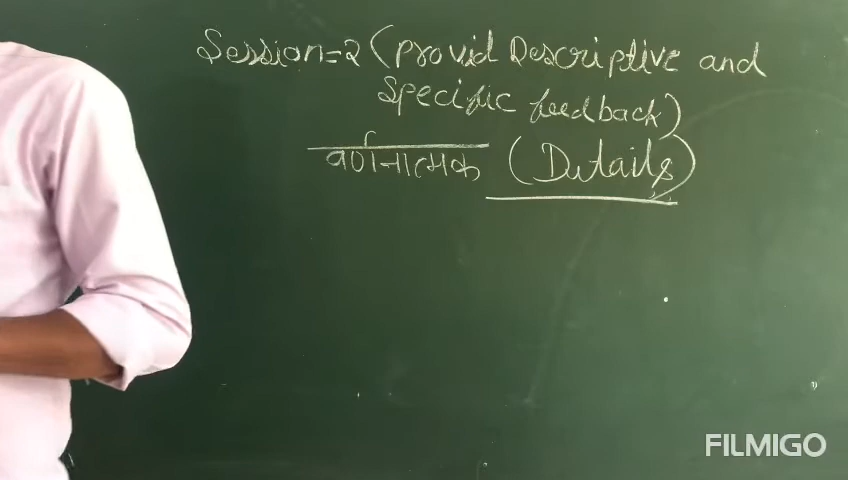 Session=2 (Provid Descriptive and
Specific feedback)
वर्णनात्मक (Details)
FILMIGO